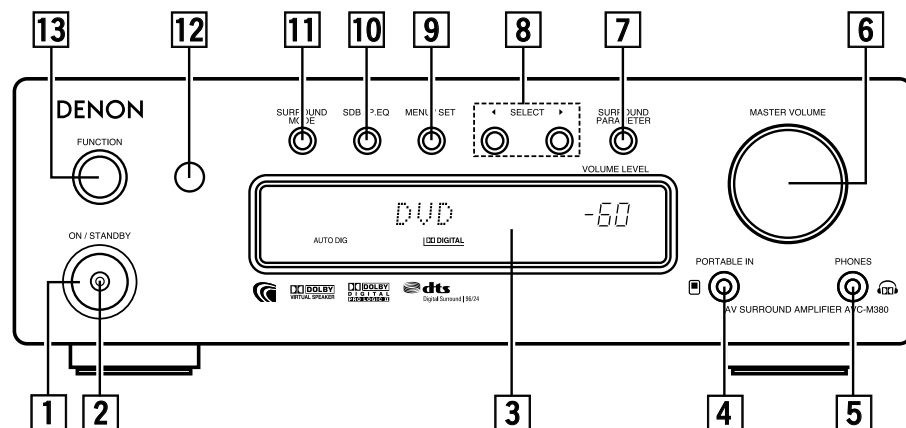 13 12 11 10 9 8 7 6
DENON
FUNCTION
ON / STANDBY
SURROUND
MODE
MENU / SET
SELECT
SURROUND
PARAMETER
VOLUME LEVEL
MASTER VOLUME
DVD -60
AUTO DIG
DIGITAL
DOLBY
VIRTUAL SPEAKER
DOLBY
DIGITAL
PRO LOGIC II
dts
Digital Surround | 96/24
PORTABLE IN
PHONES
AV SURROUND AMPLIFIER AVC-M380
1 2 3 4 5